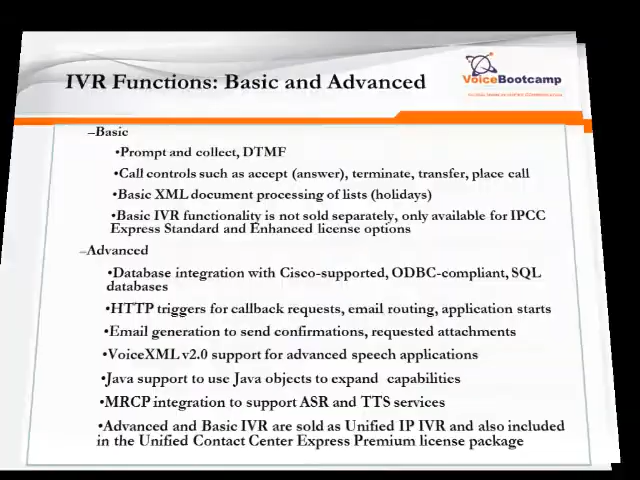 IVR Functions: Basic and Advanced
VoiceBootcamp
–Basic
•Prompt and collect, DTMF
•Call controls such as accept (answer), terminate, transfer, place call
•Basic XML document processing of lists (holidays)
•Basic IVR functionality is not sold separately, only available for IPCC
Express Standard and Enhanced license options
–Advanced
•Database integration with Cisco-supported, ODBC-compliant, SQL
databases
•HTTP triggers for callback requests, email routing, application starts
•Email generation to send confirmations, requested attachments
•VoiceXML v2.0 support for advanced speech applications
•Java support to use Java objects to expand capabilities
•MRCP integration to support ASR and TTS services
•Advanced and Basic IVR are sold as Unified IP IVR and also included
in the Unified Contact Center Express Premium license package